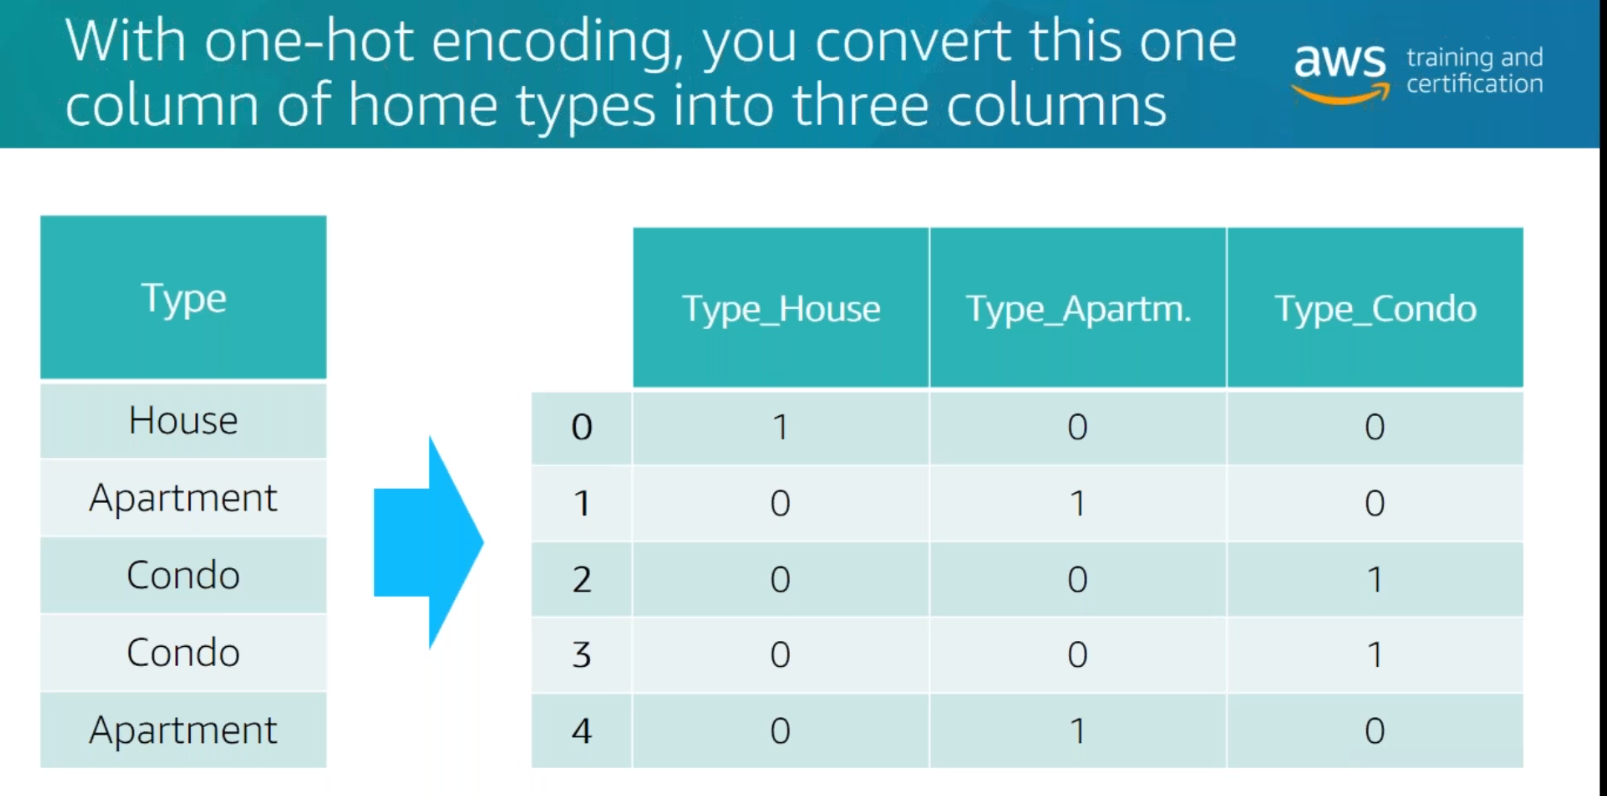 With one-hot encoding, you convert this one
column of home types into three columns
aws training and
certification
Type
House
Apartment
Condo
Condo
Apartment
Type_House Type_Apartm. Type_Condo
0 1 0 0
1 0 1 0
2 0 0 1
3 0 0 1
4 0 1 0